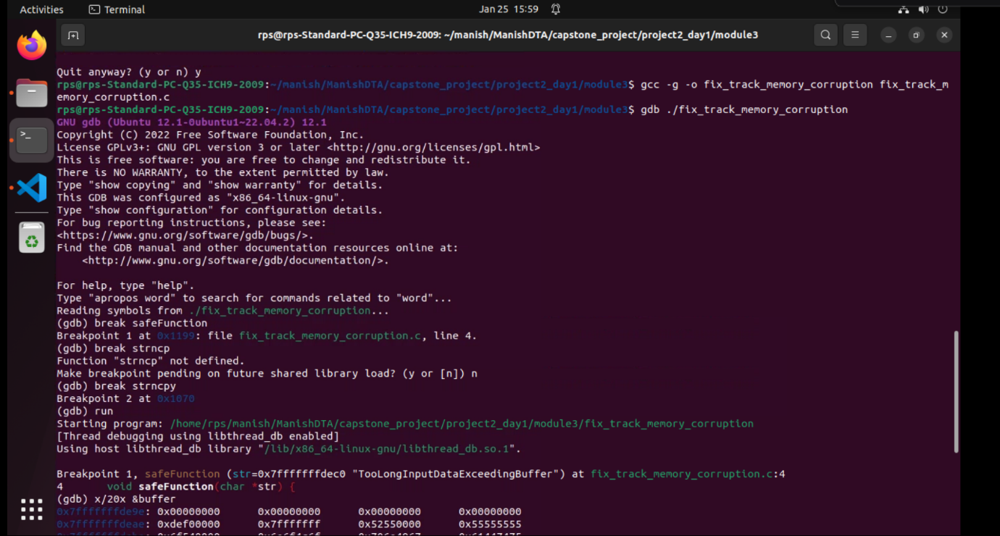 Activities Terminal Jan 25 15:59
rps@rps-Standard-PC-Q35-ICH9-2009: ~/manish/ManishDTA/capstone_project/project2_day1/module3
Quit anyway? (y or n) y
rps@rps-Standard-PC-Q35-ICH9-2009:~/manish/ManishDTA/capstone_project/project2_day1/module3$ gcc -g -o fix_track_memory_corruption fix_track_m
emory_corruption.c
rps@rps-Standard-PC-Q35-ICH9-2009:~/manish/ManishDTA/capstone_project/project2_day1/module3$ gdb ./fix_track_memory_corruption
GNU gdb (Ubuntu 12.1-0ubuntu1~22.04.2) 12.1
Copyright (C) 2022 Free Software Foundation, Inc.
License GPLv3+: GNU GPL version 3 or later <http://gnu.org/licenses/gpl.html>
This is free software: you are free to change and redistribute it.
There is NO WARRANTY, to the extent permitted by law.
Type "show copying" and "show warranty" for details.
This GDB was configured as "x86_64-linux-gnu".
Type "show configuration" for configuration details.
For bug reporting instructions, please see:
<https://www.gnu.org/software/gdb/bugs/>.
Find the GDB manual and other documentation resources online at:
    <http://www.gnu.org/software/gdb/documentation/>.
For help, type "help".
Type "apropos word" to search for commands related to "word"...
Reading symbols from ./fix_track_memory_corruption...
(gdb) break safeFunction
Breakpoint 1 at 0x1199: file fix_track_memory_corruption.c, line 4.
(gdb) break strncp
Function "strncp" not defined.
Make breakpoint pending on future shared library load? (y or [n]) n
(gdb) break strncpy
Breakpoint 2 at 0x1070
(gdb) run
Starting program: /home/rps/manish/ManishDTA/capstone_project/project2_day1/module3/fix_track_memory_corruption
[Thread debugging using libthread_db enabled]
Using host libthread_db library "/lib/x86_64-linux-gnu/libthread_db.so.1".
Breakpoint 1, safeFunction (str=0x7fffffffdec0 "TooLongInputDataExceedingBuffer") at fix_track_memory_corruption.c:4
4       void safeFunction(char *str) {
(gdb) x/20x &buffer
0x7fffffffde9e: 0x00000000      0x00000000      0x00000000      0x00000000
0x7fffffffdeae: 0xdef00000      0x7fffffff      0x52550000      0x55555555